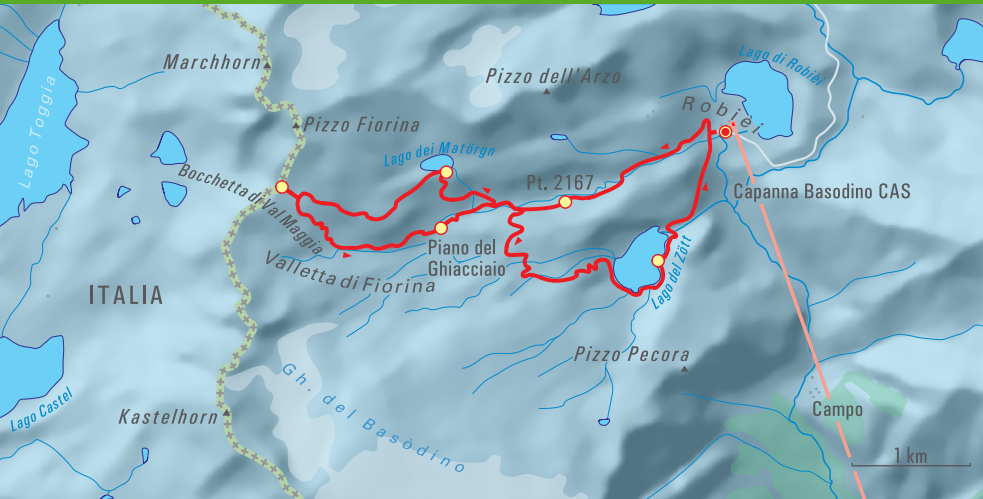 Marchhorn
Lago Toggia
Pizzo dell'Arzo
Lago di Robièi
Robièi
Pizzo Fiorina
Lago dei Matörgn
Bocchetta di Val Maggia
Pt. 2167
Capanna Basodino CAS
Piano del
Ghiacciaio
Valletta di Fiorina
Lago del Zött
ITALIA
Pizzo Pecora
Gh. del Basòdino
Lago Castel
Kastelhorn
Campo
1 km